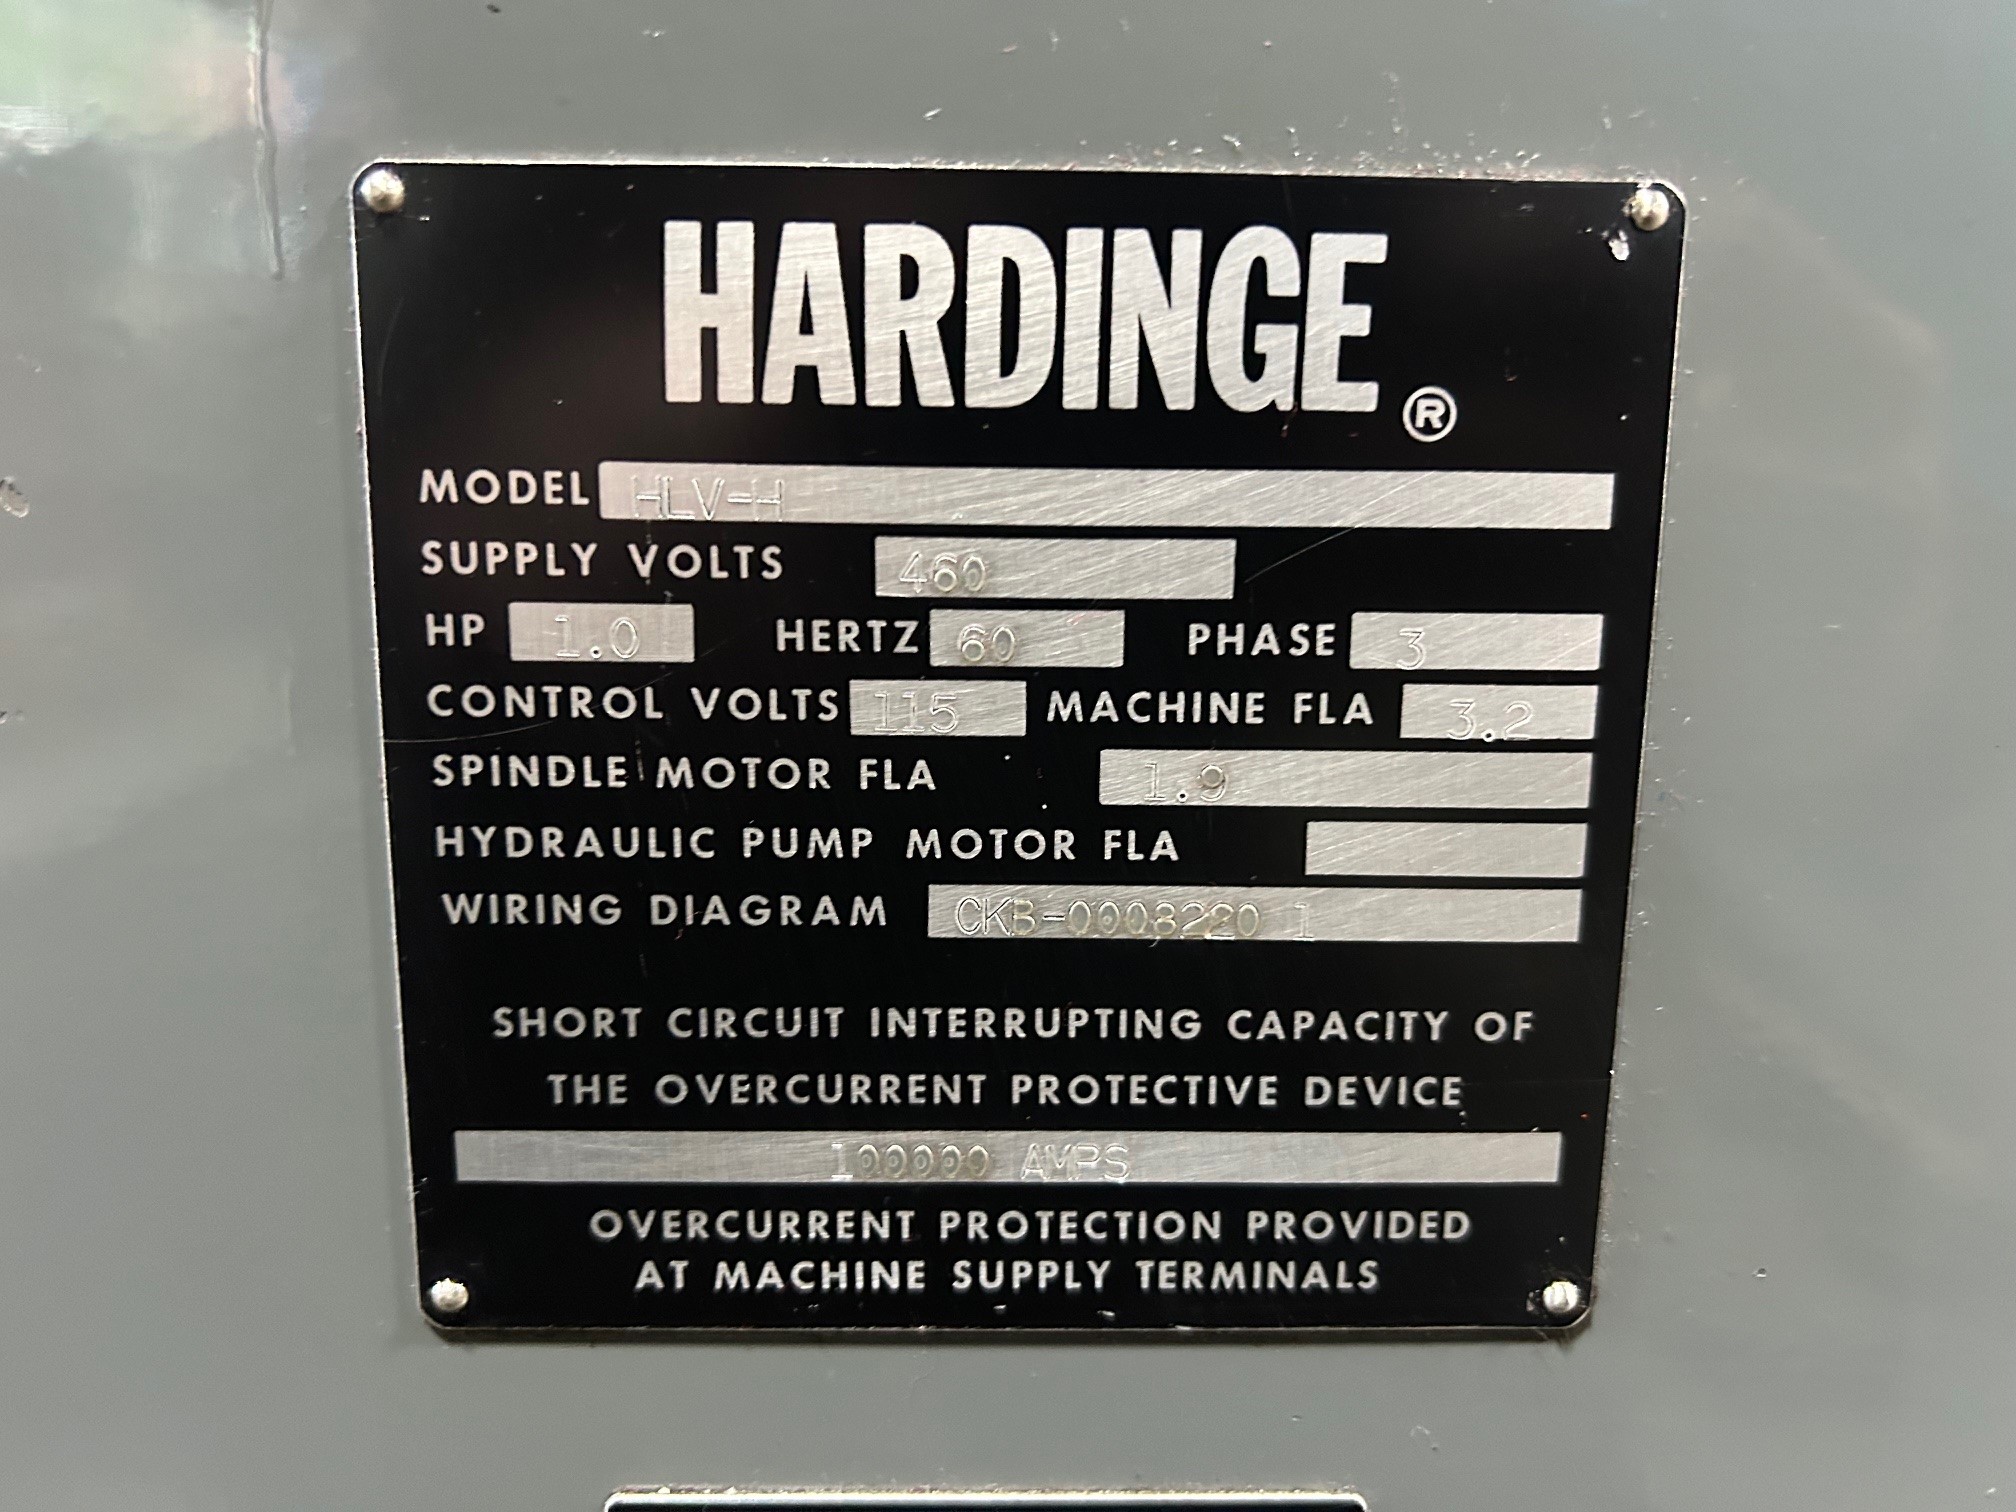 HARDINGE®
MODEL HLV-H
SUPPLY VOLTS 460
HP 1.0 HERTZ 60 PHASE 3
CONTROL VOLTS 115 MACHINE FLA 3.2
SPINDLE MOTOR FLA 1.9
HYDRAULIC PUMP MOTOR FLA
WIRING DIAGRAM CKB-0008220 1
SHORT CIRCUIT INTERRUPTING CAPACITY OF
THE OVERCURRENT PROTECTIVE DEVICE
100000 AMPS
OVERCURRENT PROTECTION PROVIDED
AT MACHINE SUPPLY TERMINALS